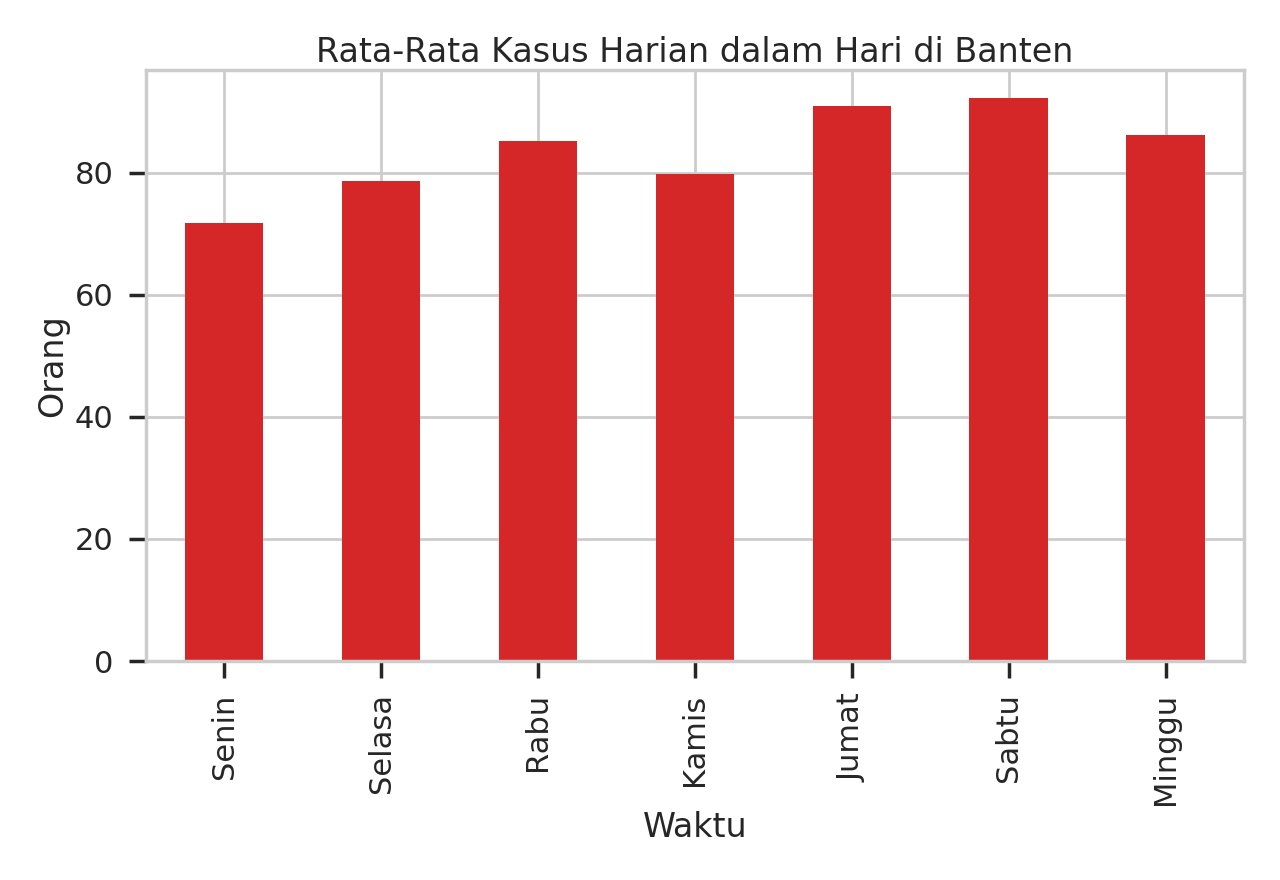 Rata-Rata Kasus Harian dalam Hari di Banten
Orang
80
60
40
20
0
Senin
Selasa
Rabu
Kamis
Jumat
Sabtu
Minggu
Waktu